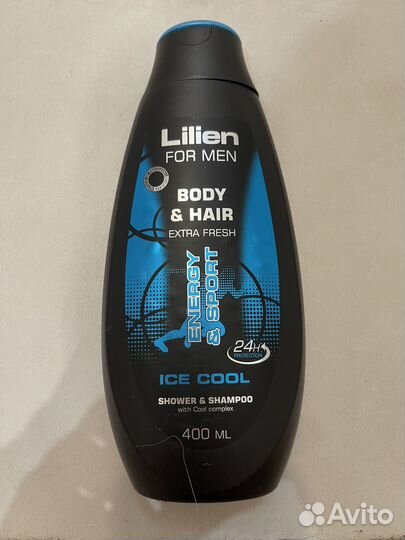 Lilien
FOR MEN
BODY
& HAIR
EXTRA FRESH
ENERGY
& SPORT
24H
PROTECTION
ICE COOL
SHOWER & SHAMPOO
with Cool complex
400 ML
Avito